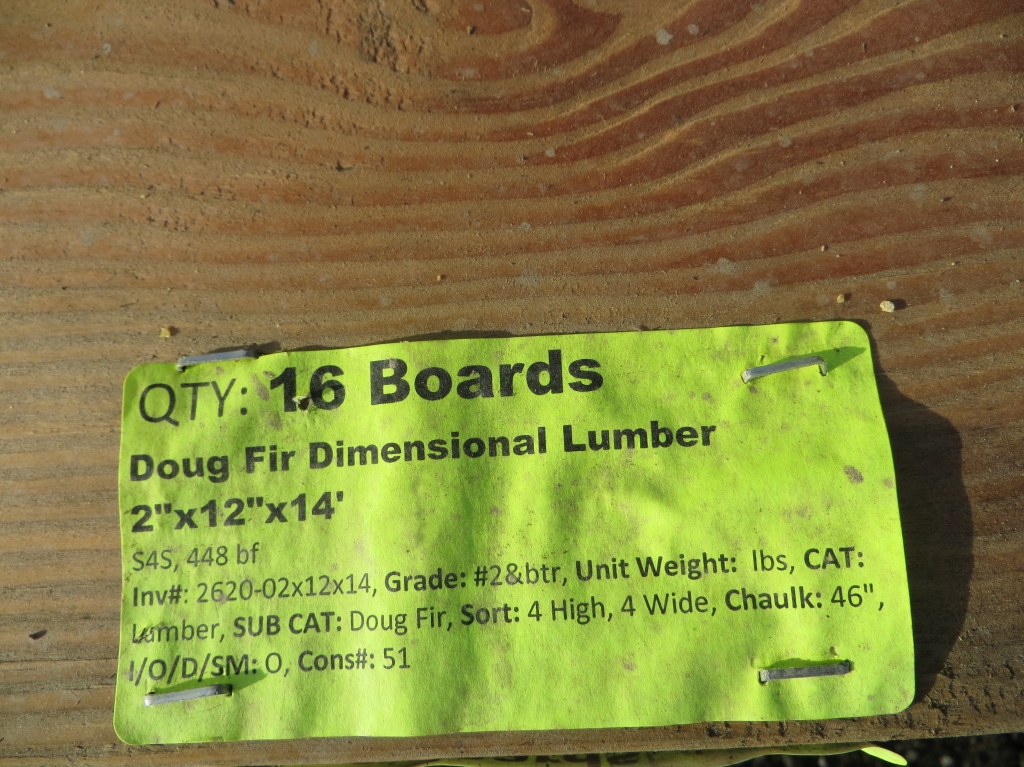 QTY: 16 Boards
Doug Fir Dimensional Lumber
2"x12"x14'
S4S, 448 bf
Inv#: 2620-02x12x14, Grade: #2&btr, Unit Weight: lbs, CAT:
Lumber, SUB CAT: Doug Fir, Sort: 4 High, 4 Wide, Chaulk: 46",
I/O/D/SM: O, Cons#: 51